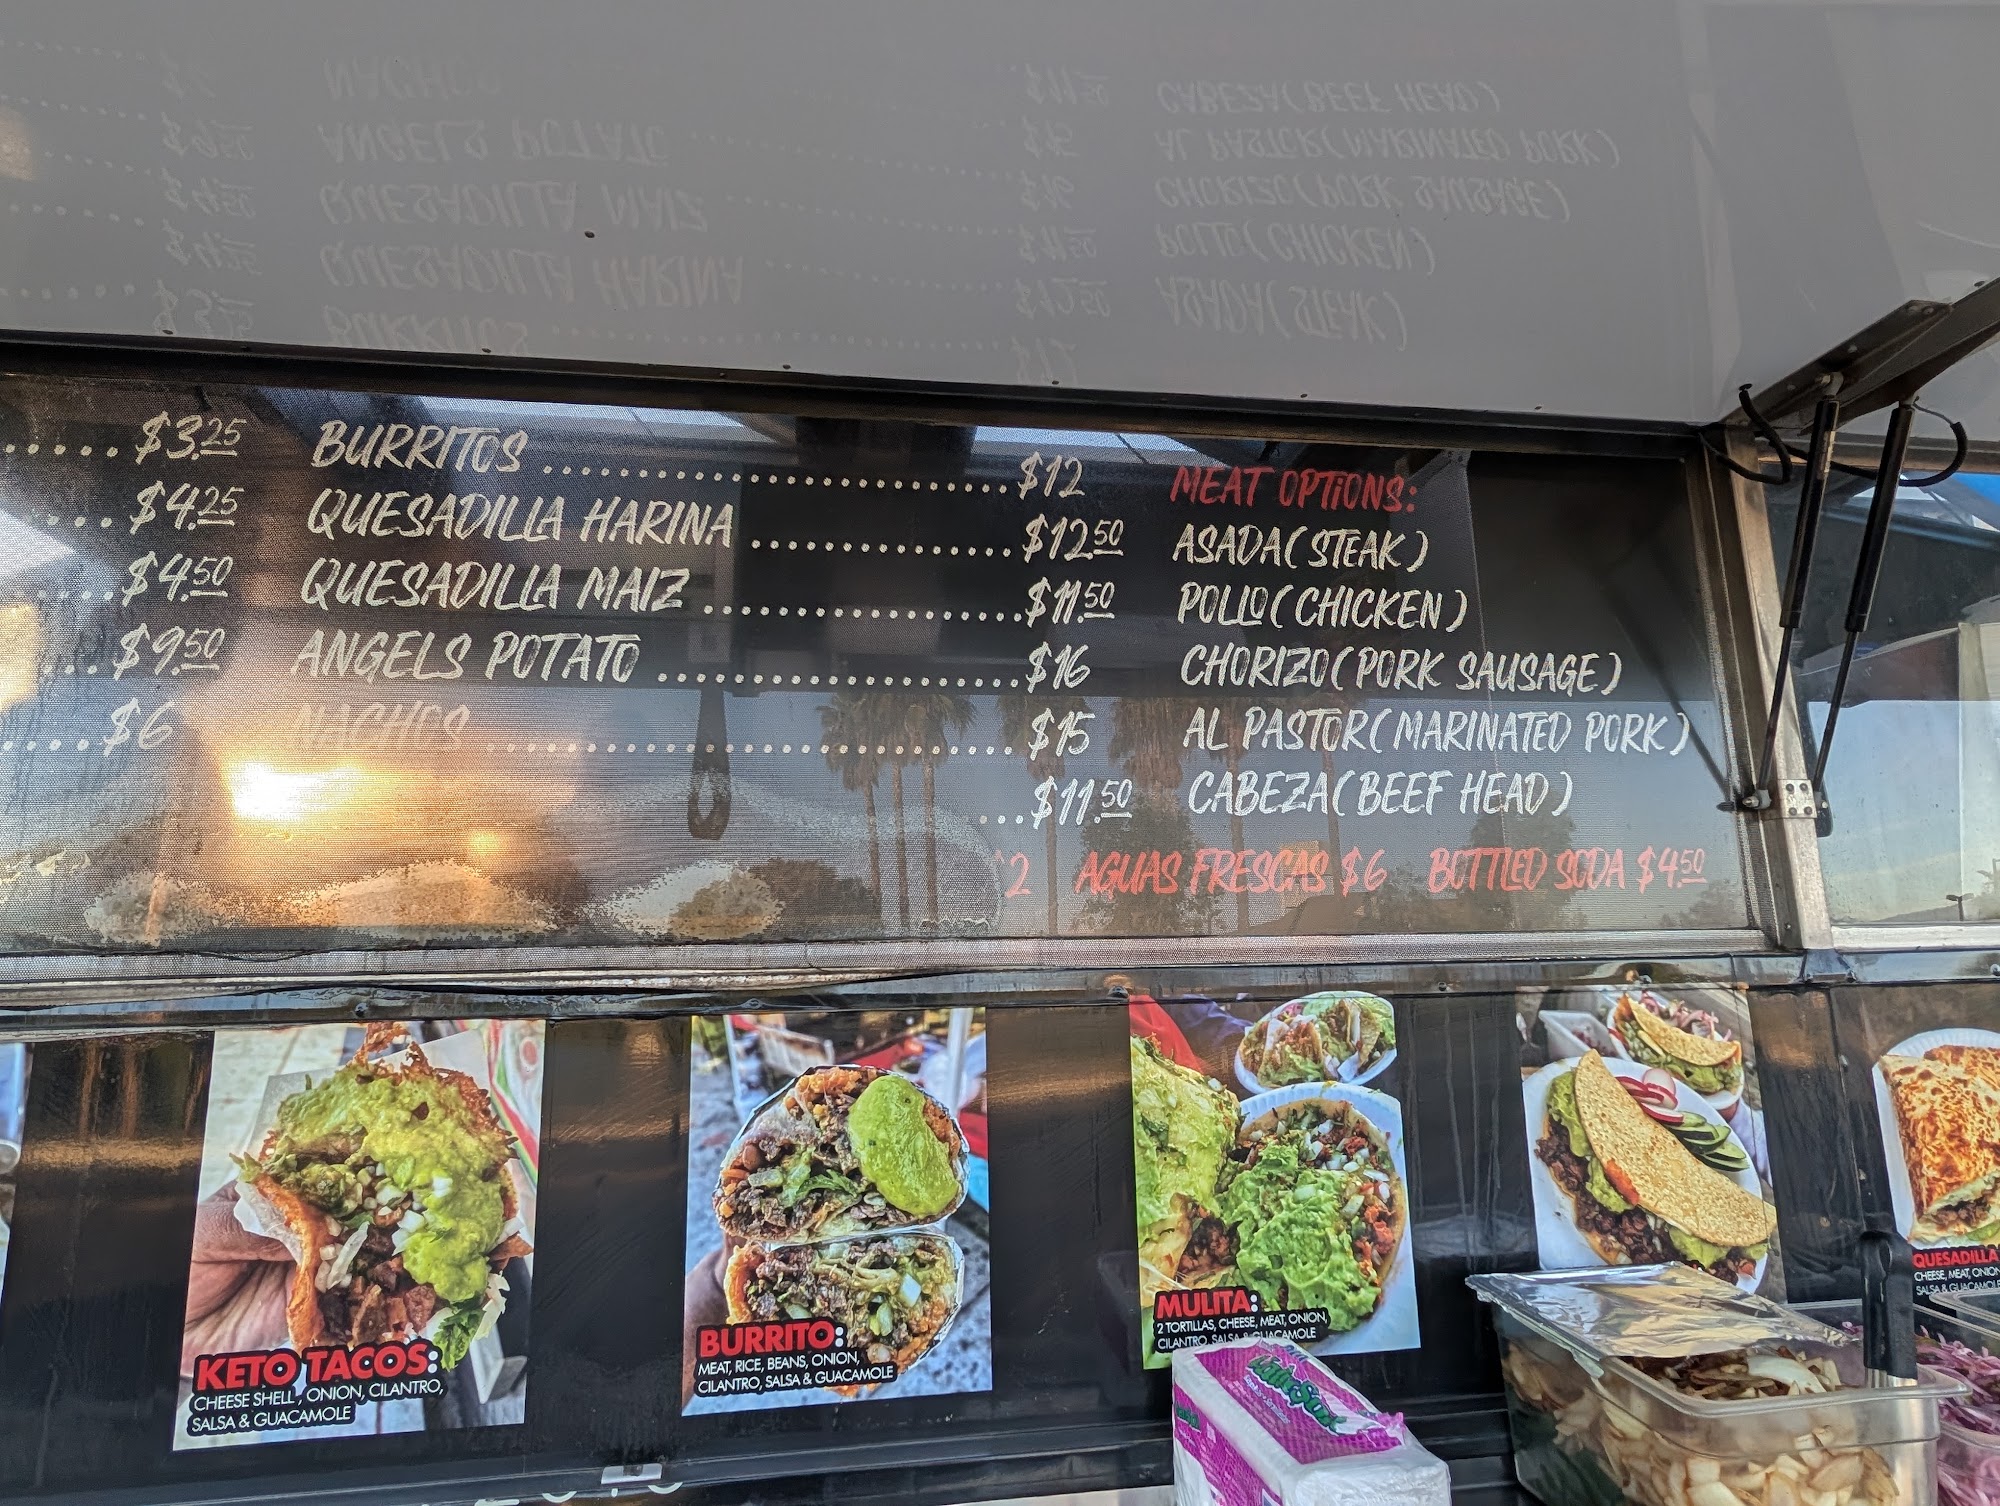 $3.25 BURRITOS $12 MEAT OPTIONS:
$4.25 QUESADILLA HARINA $12.50 ASADA(STEAK)
$4.50 QUESADILLA MAIZ $11.50 POLLO(CHICKEN)
$9.50 ANGELS POTATO $16 CHORIZO(PORK SAUSAGE)
$6 NACHOS $15 AL PASTOR(MARINATED PORK)
$11.50 CABEZA(BEEF HEAD)
2 AGUAS FRESCAS $6 BOTTLED SODA $4.50
KETO TACOS:
CHEESE SHELL, ONION, CILANTRO,
SALSA & GUACAMOLE
BURRITO:
MEAT, RICE, BEANS, ONION,
CILANTRO, SALSA & GUACAMOLE
MULITA:
2 TORTILLAS, CHEESE, MEAT, ONION,
CILANTRO, SALSA & GUACAMOLE
QUESADILLA
CHEESE, MEAT, ONION
SALSA & GUACAMOLE